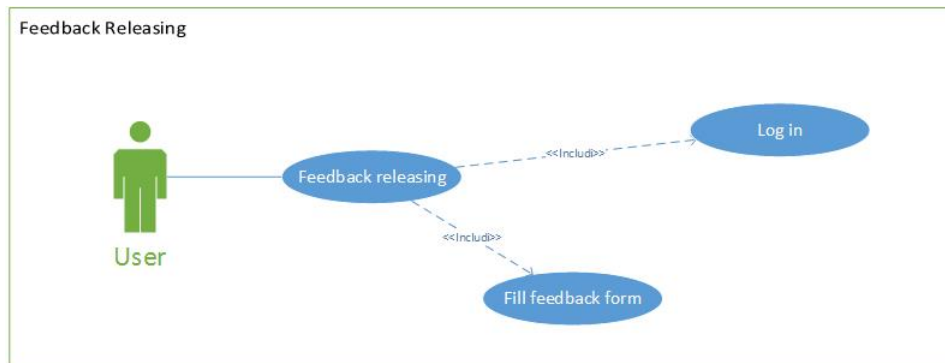 Feedback Releasing
Log in
<<Includi>>
Feedback releasing
<<Includi>>
User
Fill feedback form